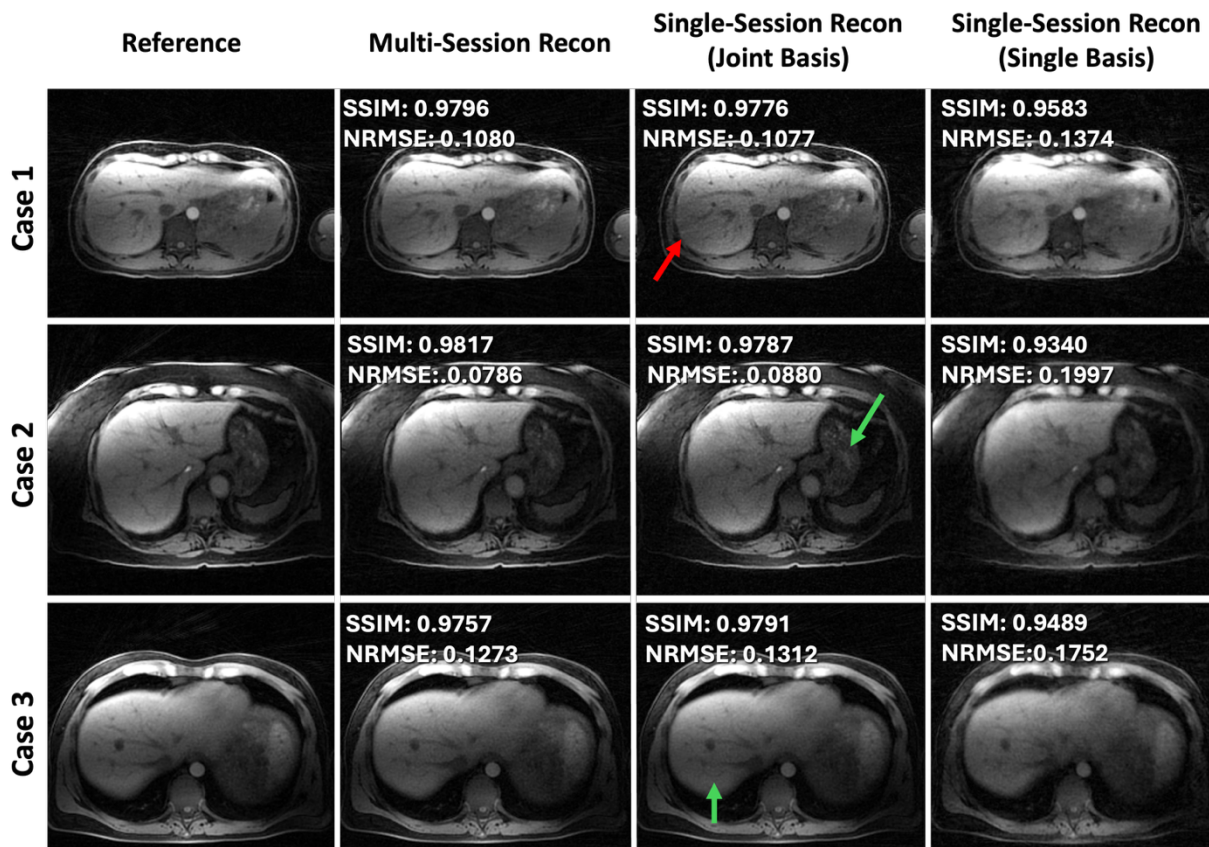 Reference
Multi-Session Recon
Single-Session Recon
(Joint Basis)
Single-Session Recon
(Single Basis)
Case 1
SSIM: 0.9796
NRMSE: 0.1080
SSIM: 0.9776
NRMSE: 0.1077
SSIM: 0.9583
NRMSE: 0.1374
Case 2
SSIM: 0.9817
NRMSE: 0.0786
SSIM: 0.9787
NRMSE: 0.0880
SSIM: 0.9340
NRMSE: 0.1997
Case 3
SSIM: 0.9757
NRMSE: 0.1273
SSIM: 0.9791
NRMSE: 0.1312
SSIM: 0.9489
NRMSE: 0.1752